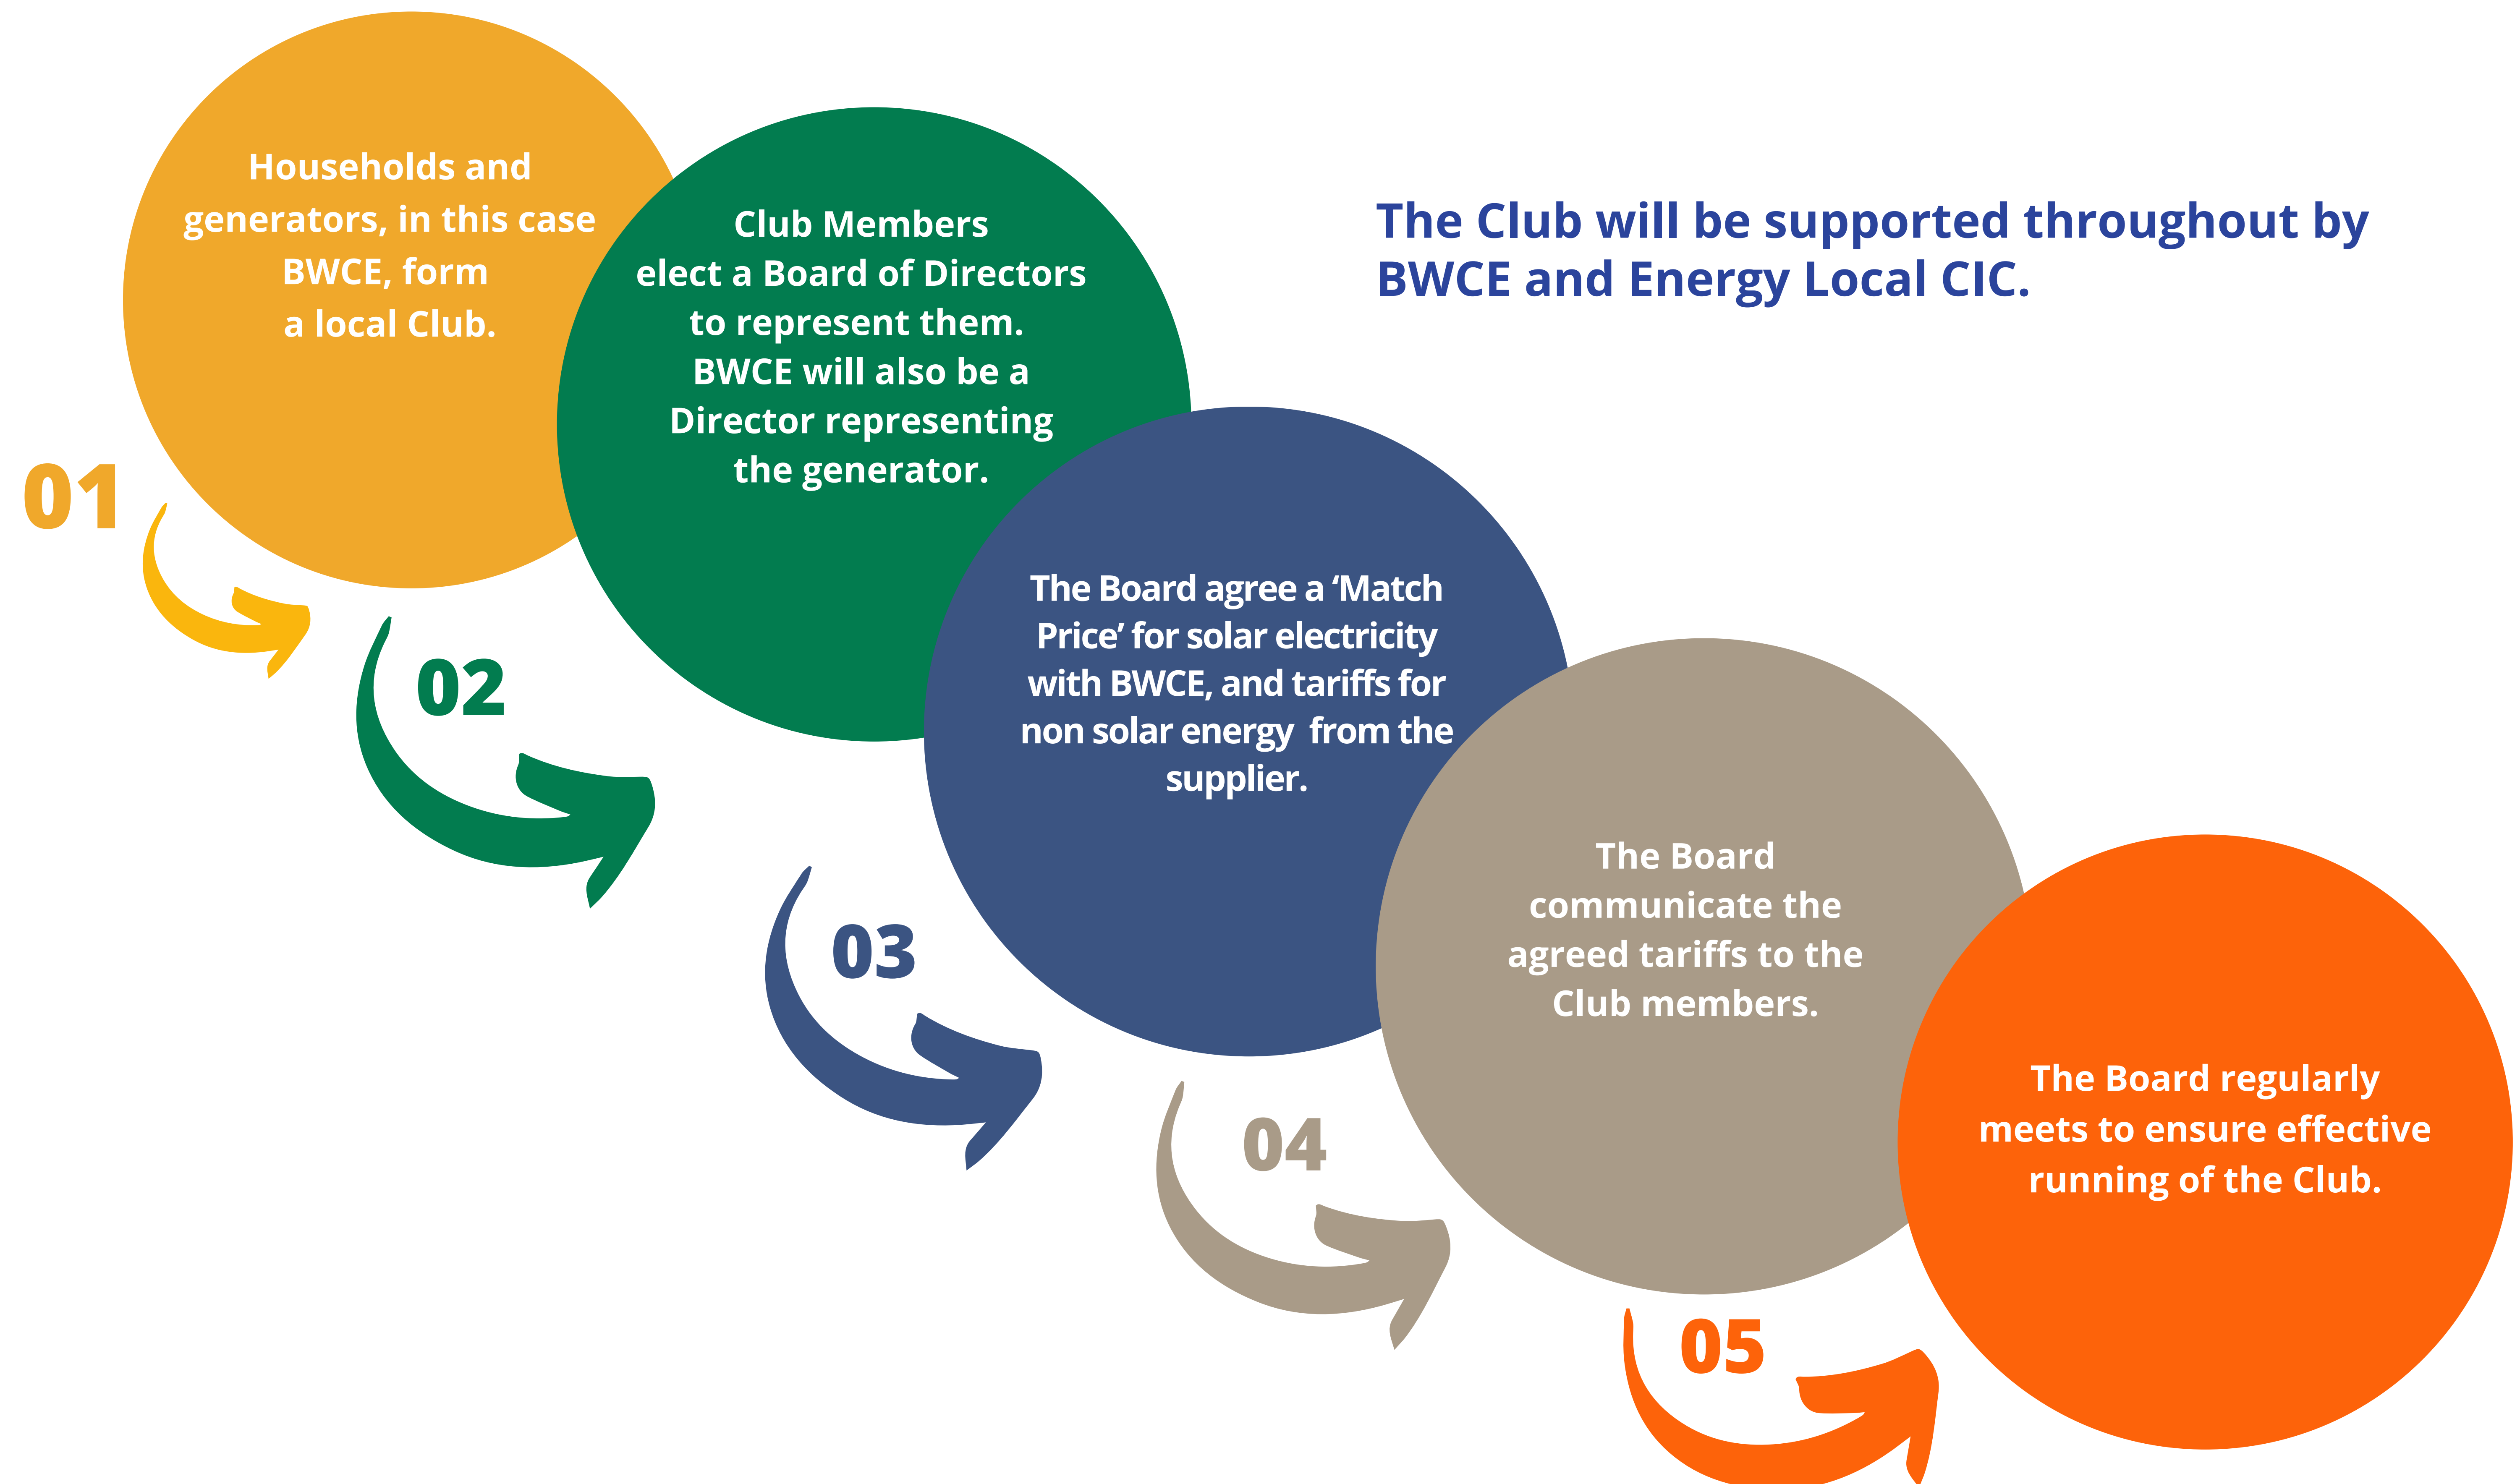 Households and
generators, in this case
BWCE, form
a local Club.
01
Club Members
elect a Board of Directors
to represent them.
BWCE will also be a
Director representing
the generator.
02
The Club will be supported throughout by
BWCE and Energy Local CIC.
The Board agree a ‘Match
Price’ for solar electricity
with BWCE, and tariffs for
non solar energy  from the
supplier.
03
The Board
communicate the
agreed tariffs to the
Club members.
04
The Board regularly
meets to ensure effective
running of the Club.
05